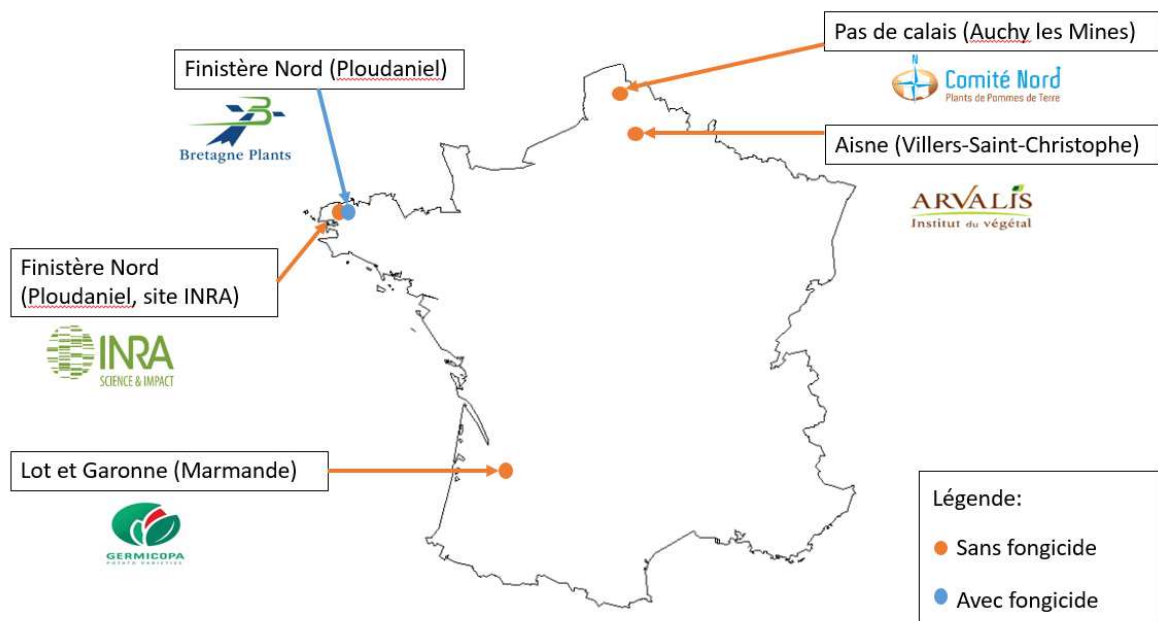 Pas de calais (Auchy les Mines)
N
Comité Nord
Plants de Pommes de Terre
Finistère Nord (Ploudaniel)
B
Bretagne Plants
Aisne (Villers-Saint-Christophe)
ARVALIS
Institut du végétal
Finistère Nord
(Ploudaniel, site INRA)
INRA
SCIENCE & IMPACT
Lot et Garonne (Marmande)
GERMICOPA
POTATO VARIETIES
Légende:
Sans fongicide
Avec fongicide